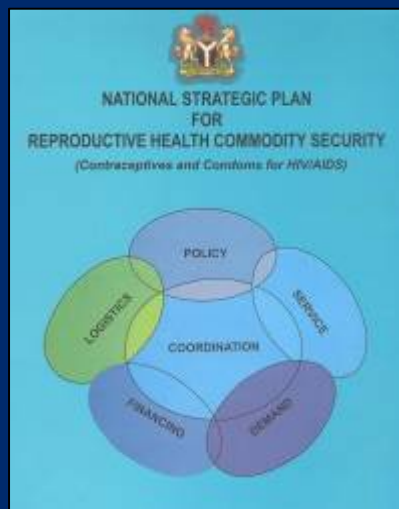 NATIONAL STRATEGIC PLAN
FOR
REPRODUCTIVE HEALTH COMMODITY SECURITY
(Contraceptives and Condoms for HIV/AIDS)
POLICY
LOGISTICS
SERVICE
COORDINATION
FINANCING
DEMAND